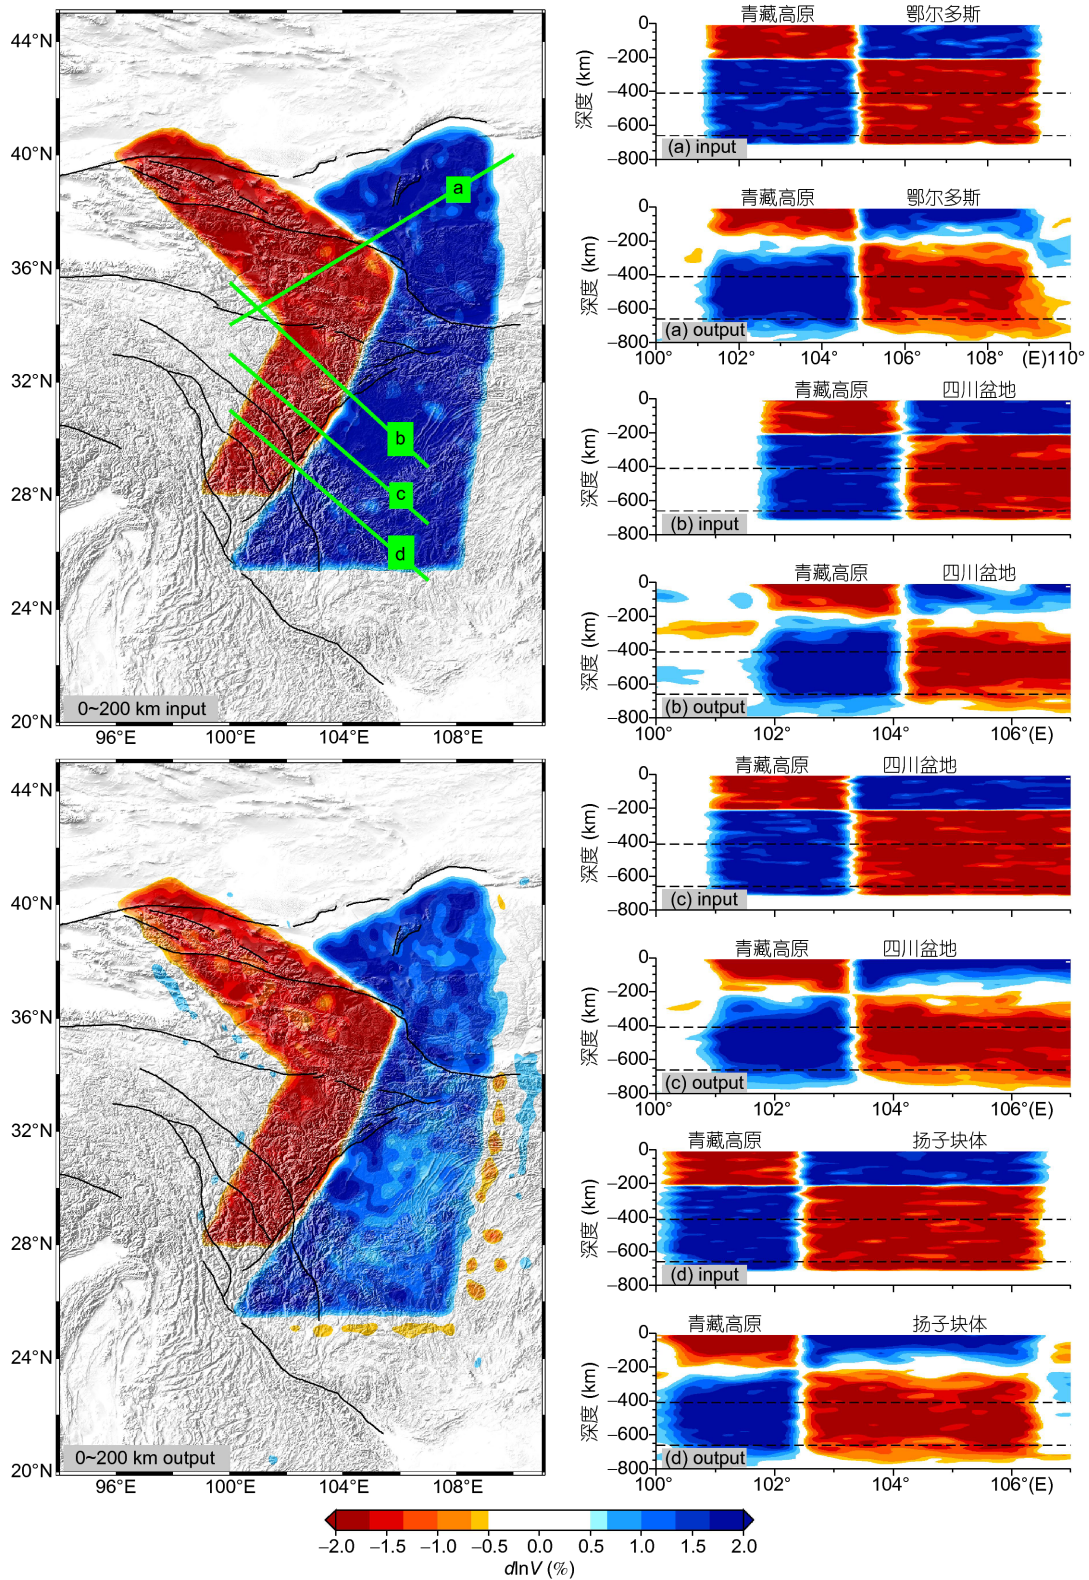 44°N
40°N
36°N
32°N
28°N
24°N
20°N
a
b
c
d
0~200 km input
96°E 100°E 104°E 108°E
44°N
40°N
36°N
32°N
28°N
24°N
20°N
0~200 km output
96°E 100°E 104°E 108°E
青藏高原 鄂尔多斯
0
−200
−400
−600
−800
深度 (km)
(a) input
青藏高原 鄂尔多斯
0
−200
−400
−600
−800
深度 (km)
(a) output
100° 102° 104° 106° 108° (E)110°
青藏高原 四川盆地
0
−200
−400
−600
−800
深度 (km)
(b) input
青藏高原 四川盆地
0
−200
−400
−600
−800
深度 (km)
(b) output
100° 102° 104° 106°(E)
青藏高原 四川盆地
0
−200
−400
−600
−800
深度 (km)
(c) input
青藏高原 四川盆地
0
−200
−400
−600
−800
深度 (km)
(c) output
100° 102° 104° 106°(E)
青藏高原 扬子块体
0
−200
−400
−600
−800
深度 (km)
(d) input
青藏高原 扬子块体
0
−200
−400
−600
−800
深度 (km)
(d) output
100° 102° 104° 106°(E)
−2.0 −1.5 −1.0 −0.5 0.0 0.5 1.0 1.5 2.0
dlnV (%)